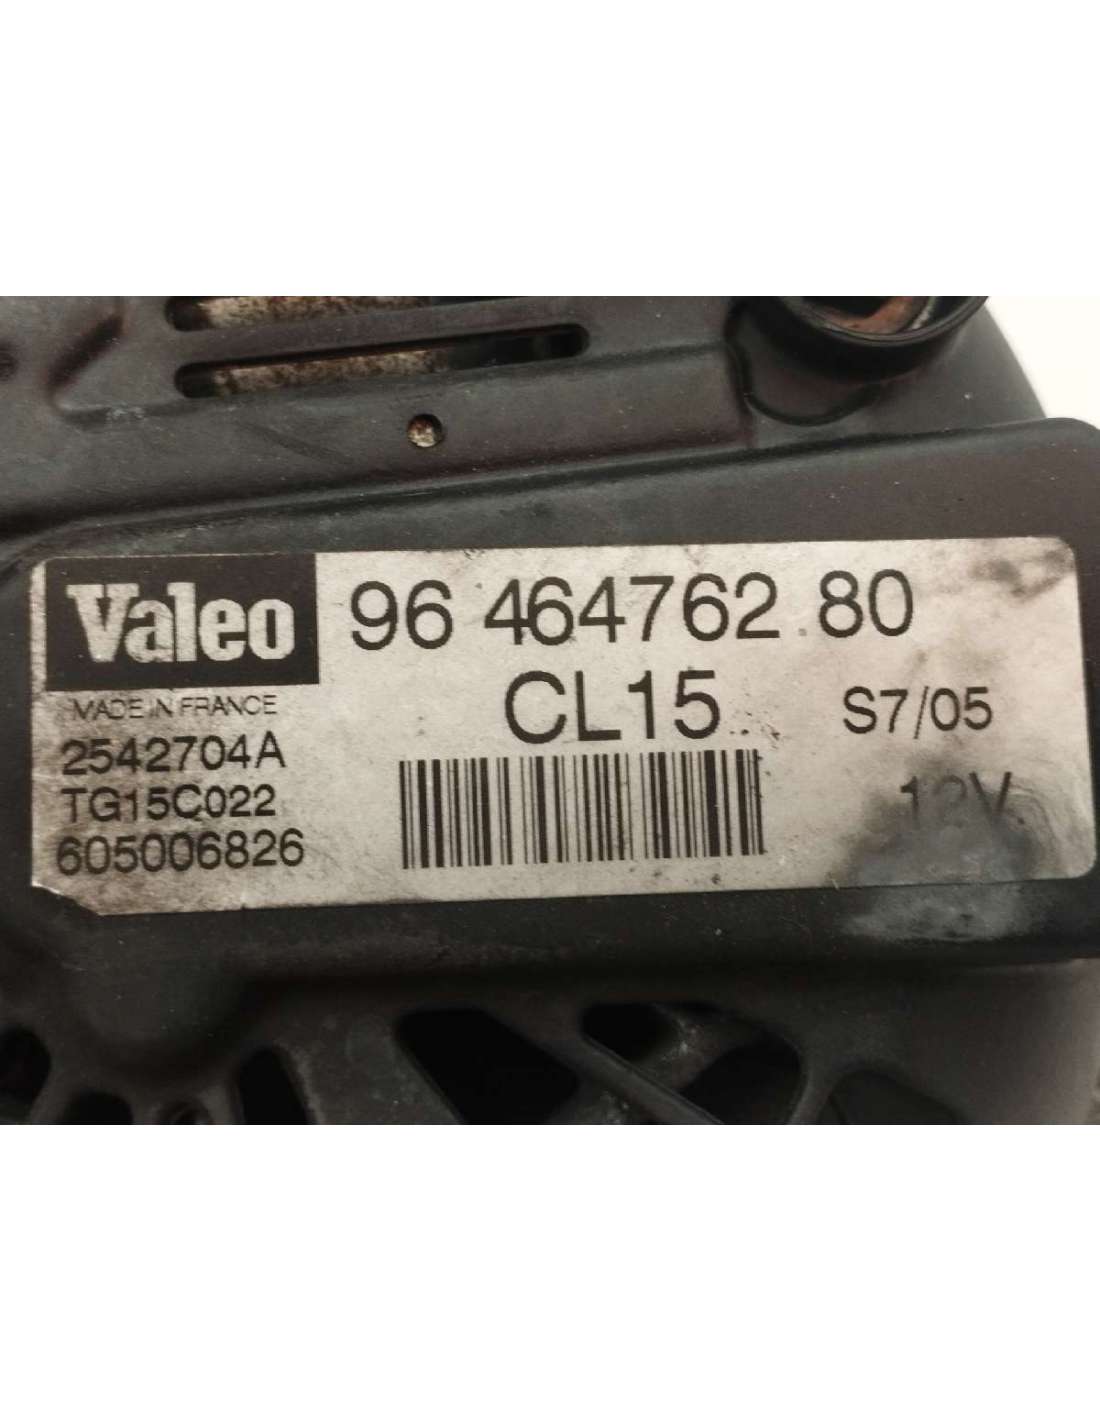 Valeo
96 464762 80
CL15
S7/05
MADE IN FRANCE
2542704A
TG15C022
605006826
12V